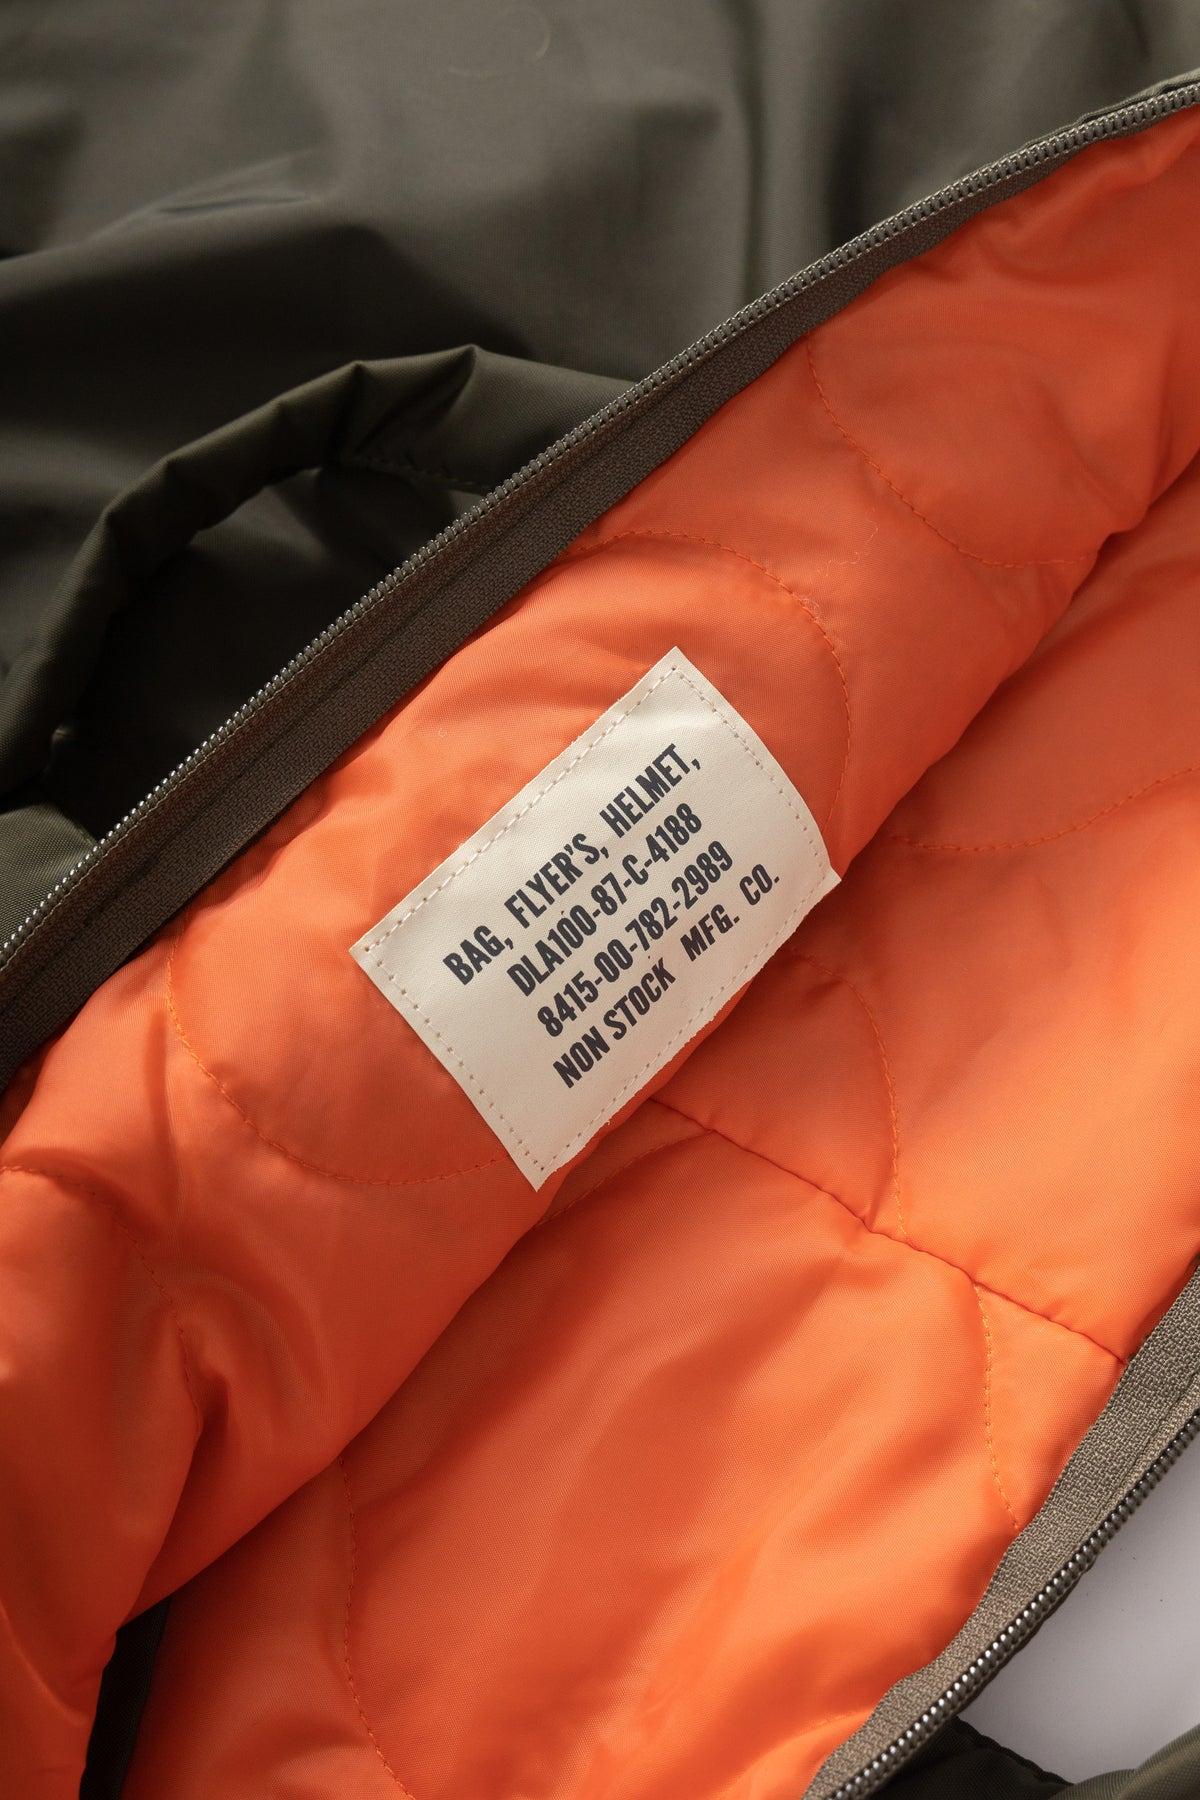 BAG, FLYER'S, HELMET,
DLA100-87-C-4188
8415-00-782-2989
NON STOCK MFG. CO.